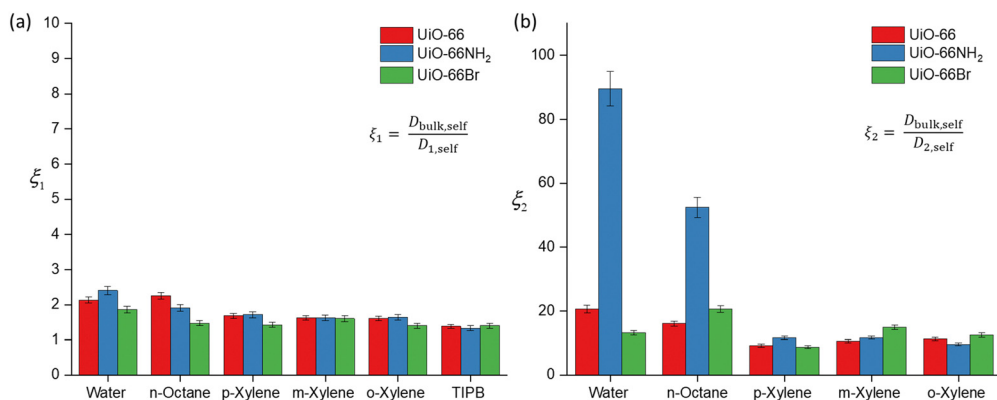 (a)
10
9
8
7
6
5
4
3
2
1
0
ξ1
UiO-66
UiO-66NH2
UiO-66Br
ξ1 = Dbulk,self / D1,self
Water n-Octane p-Xylene m-Xylene o-Xylene TIPB
(b)
100
80
60
40
20
0
ξ2
UiO-66
UiO-66NH2
UiO-66Br
ξ2 = Dbulk,self / D2,self
Water n-Octane p-Xylene m-Xylene o-Xylene